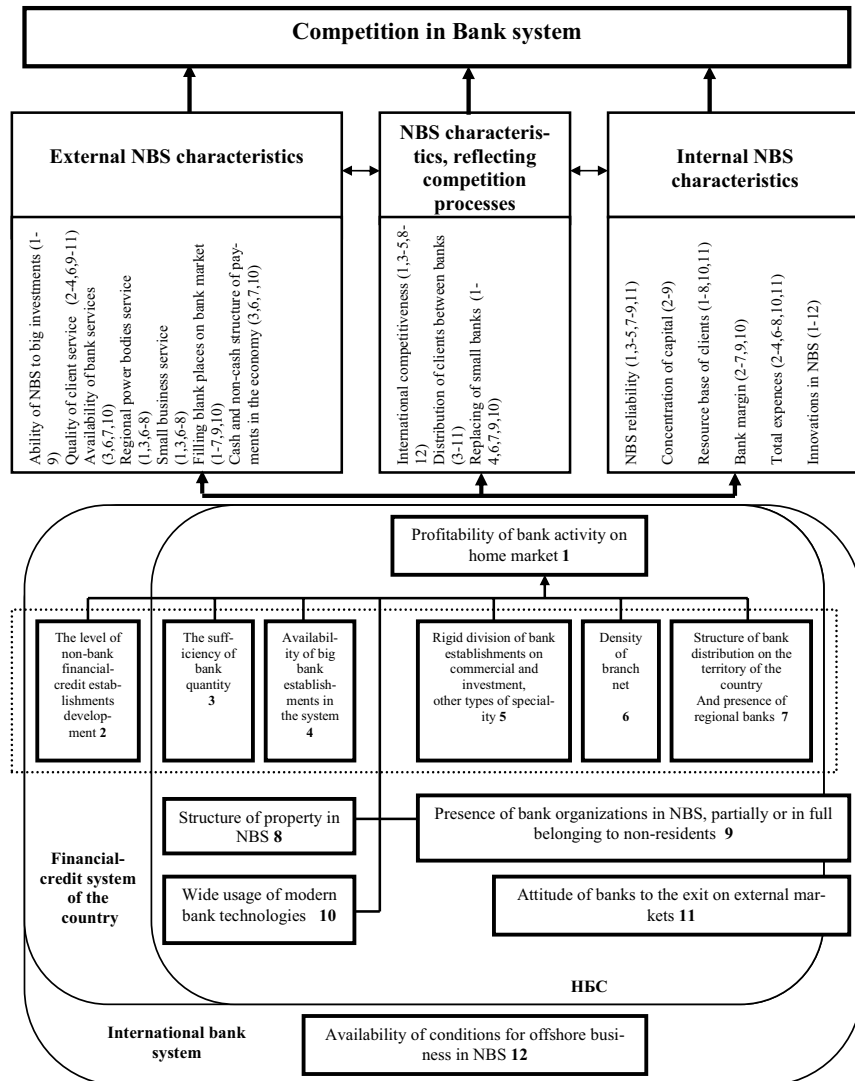 Competition in Bank system
External NBS characteristics
NBS characteris-
tics, reflecting
competition
processes
Internal NBS
characteristics
Ability of NBS to big investments (1-
9)
Quality of client service (2-4,6,9-11)
Availability of bank services
(3,6,7,10)
Regional power bodies service
(1,3,6-8)
Small business service
(1,3,6-8)
Filling blank places on bank market
(1-7,9,10)
Cash and non-cash structure of pay-
ments in the economy (3,6,7,10)
International competitiveness (1,3-5,8-
12)
Distribution of clients between banks
(3-11)
Replacing of small banks (1-
4,6,7,9,10)
NBS reliability (1,3-5,7-9,11)
Concentration of capital (2-9)
Resource base of clients (1-8,10,11)
Bank margin (2-7,9,10)
Total expences (2-4,6-8,10,11)
Innovations in NBS (1-12)
Profitability of bank activity on
home market 1
The level of
non-bank
financial-
credit estab-
lishments
develop-
ment 2
The suff-
ciency of
bank
quantity
3
Availabil-
ity of big
bank
establish-
ments in
the system
4
Rigid division of bank
establishments on
commercial and
investment,
other types of special-
ity 5
Density
of
branch
net
6
Structure of bank
distribution on the
territory of the
country
And presence of
regional banks 7
Structure of property in
NBS 8
Presence of bank organizations in NBS, partially or in full
belonging to non-residents 9
Financial-
credit system
of the
country
Wide usage of modern
bank technologies 10
Attitude of banks to the exit on external mar-
kets 11
НБС
International bank
system
Availability of conditions for offshore busi-
ness in NBS 12